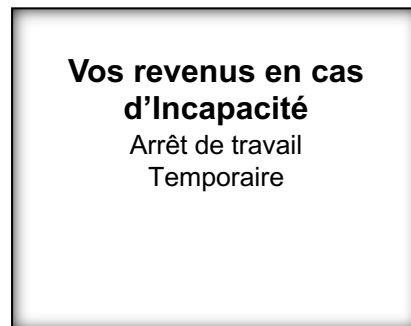 Vos revenus en cas
d’Incapacité
Arrêt de travail
Temporaire